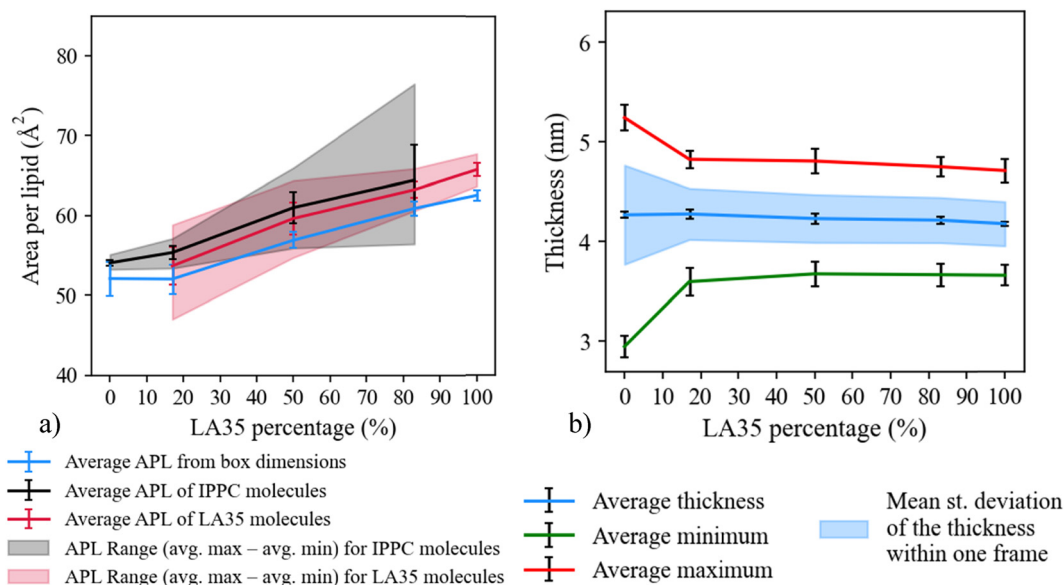 Area per lipid (Å²)
80
70
60
50
40
0 10 20 30 40 50 60 70 80 90 100
a)
LA35 percentage (%)
Average APL from box dimensions
Average APL of IPPC molecules
Average APL of LA35 molecules
APL Range (avg. max – avg. min) for IPPC molecules
APL Range (avg. max – avg. min) for LA35 molecules
Thickness (nm)
6
5
4
3
0 10 20 30 40 50 60 70 80 90 100
b)
LA35 percentage (%)
Average thickness
Average minimum
Average maximum
Mean st. deviation
of the thickness
within one frame